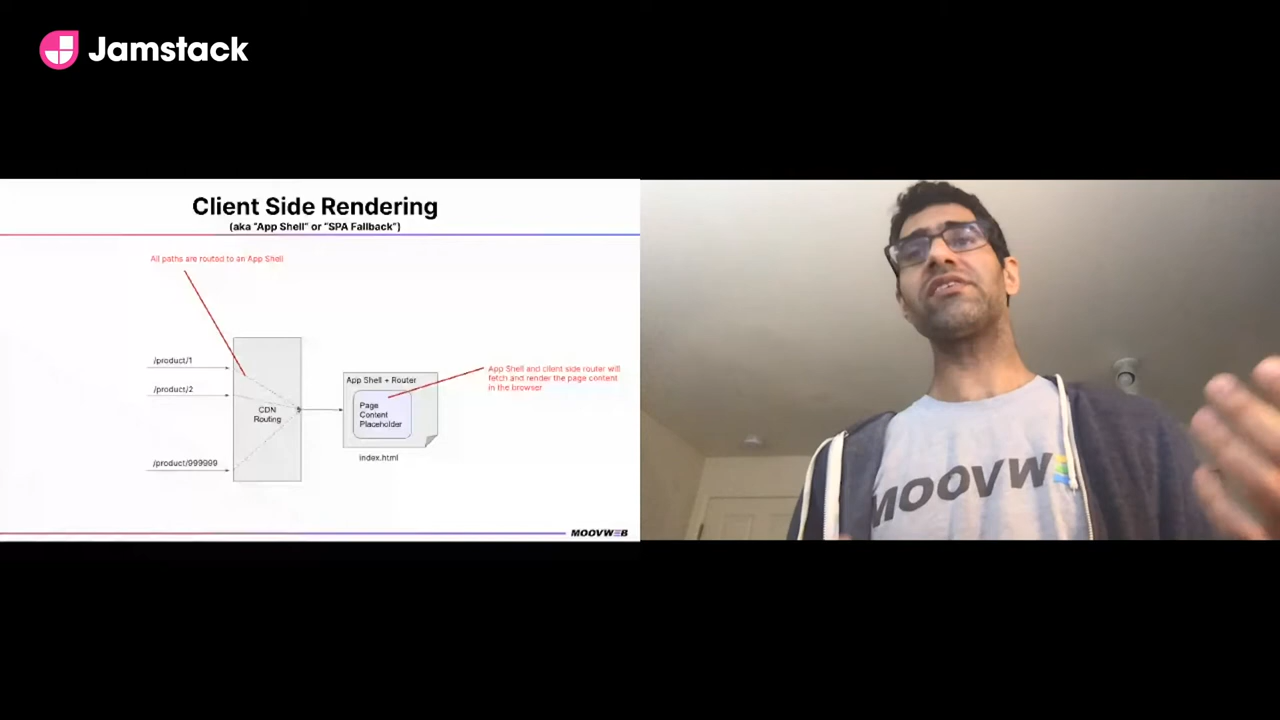 Jamstack
Client Side Rendering
(aka "App Shell" or "SPA Fallback")
All paths are routed to an App Shell
/product/1
/product/2
/product/999999
CDN
Routing
App Shell + Router
Page
Content
Placeholder
index.html
App Shell and client side router will
fetch and render the page content
in the browser
MOOVWEB
MOOVWEB